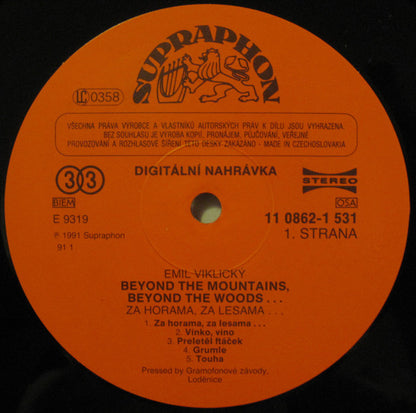 SUPRAPHON
LC 0358
VŠECHNA PRÁVA VÝROBCE A VLASTNÍKŮ AUTORSKÝCH PRÁV K DÍLU JSOU VYHRAZENA.
BEZ SOUHLASU JE VÝROBA KOPIÍ, PRONÁJEM, PŮJČOVÁNÍ, VEŘEJNÉ
PROVOZOVÁNÍ A ROZHLASOVÉ ŠÍŘENÍ TÉTO DESKY ZAKÁZÁNO - MADE IN CZECHOSLOVAKIA
DIGITÁLNÍ NAHRÁVKA
33
STEREO
BIEM
OSA
E 9319
11 0862-1 531
℗ 1991 Supraphon
1. STRANA
91 1
EMIL VIKLICKÝ
BEYOND THE MOUNTAINS,
BEYOND THE WOODS . . .
ZA HORAMA, ZA LESAMA . . .
1. Za horama, za lesama . . .
2. Vínko, víno
3. Preletěl ftáček
4. Grumle
5. Touha
Pressed by Gramofonové závody,
Loděnice